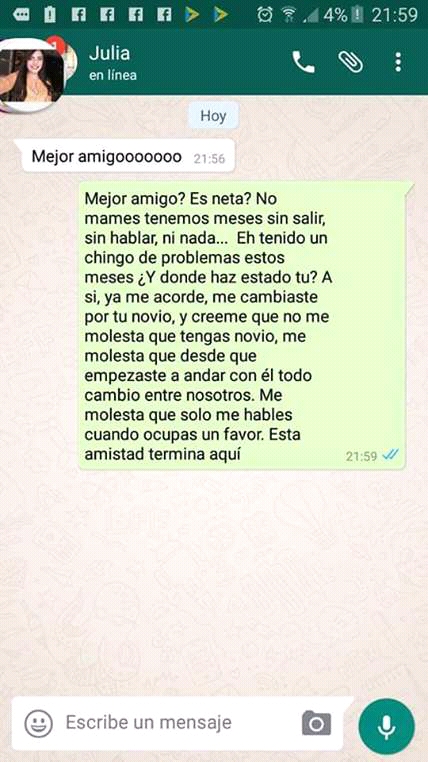 4% 21:59
Julia
en línea
Hoy
Mejor amigooooooo 21:56
Mejor amigo? Es neta? No
mames tenemos meses sin salir,
sin hablar, ni nada... Eh tenido un
chingo de problemas estos
meses ¿Y donde haz estado tu? A
si, ya me acorde, me cambiaste
por tu novio, y creeme que no me
molesta que tengas novio, me
molesta que desde que
empezaste a andar con él todo
cambio entre nosotros. Me
molesta que solo me hables
cuando ocupas un favor. Esta
amistad termina aquí 21:59
Escribe un mensaje